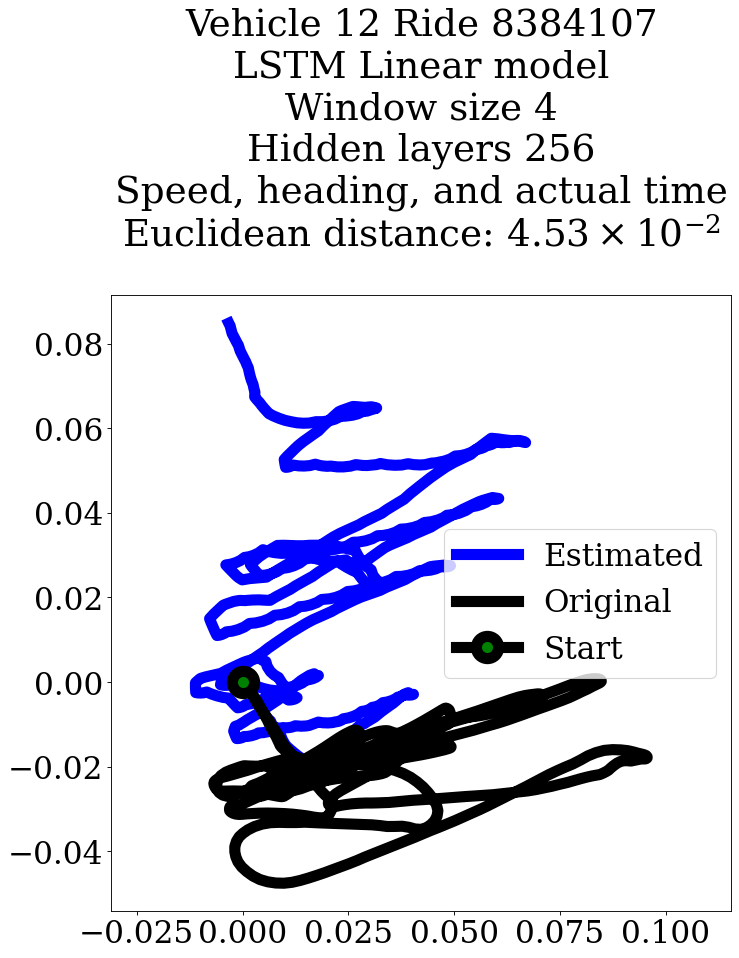 Vehicle 12 Ride 8384107
LSTM Linear model
Window size 4
Hidden layers 256
Speed, heading, and actual time
Euclidean distance: 4.53 × 10⁻²
0.08
0.06
0.04
0.02
0.00
−0.02
−0.04
Estimated
Original
Start
−0.025 0.000 0.025 0.050 0.075 0.100